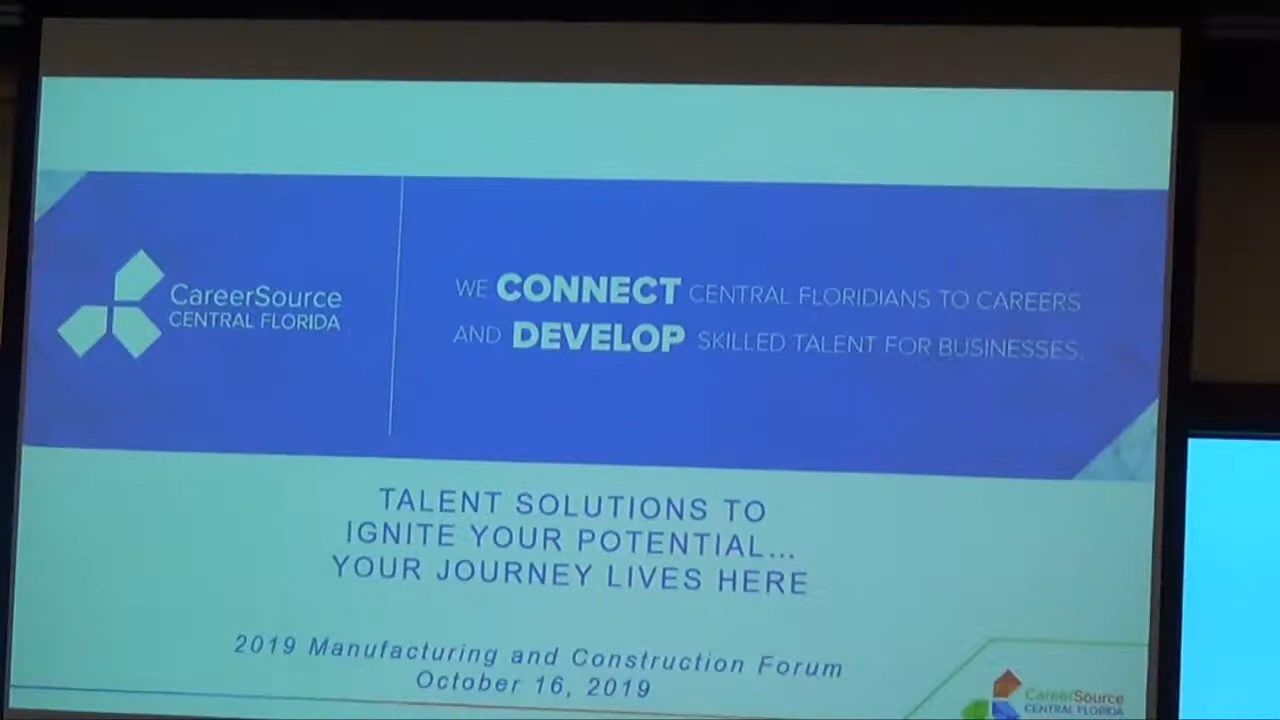 CareerSource
CENTRAL FLORIDA
WE CONNECT CENTRAL FLORIDIANS TO CAREERS
AND DEVELOP SKILLED TALENT FOR BUSINESSES.
TALENT SOLUTIONS TO
IGNITE YOUR POTENTIAL...
YOUR JOURNEY LIVES HERE
2019 Manufacturing and Construction Forum
October 16, 2019
CareerSource
CENTRAL FLORIDA